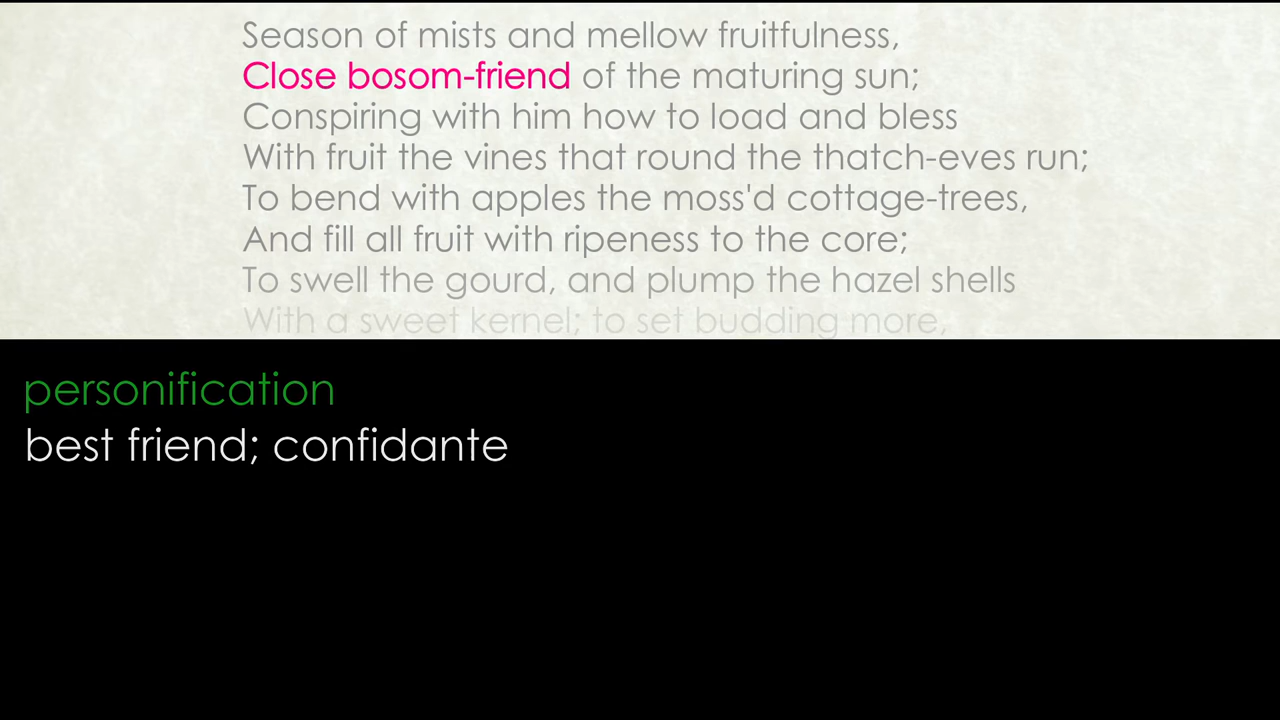 Season of mists and mellow fruitfulness,
Close bosom-friend of the maturing sun;
Conspiring with him how to load and bless
With fruit the vines that round the thatch-eves run;
To bend with apples the moss'd cottage-trees,
And fill all fruit with ripeness to the core;
To swell the gourd, and plump the hazel shells
With a sweet kernel; to set budding more,
personification
best friend; confidante